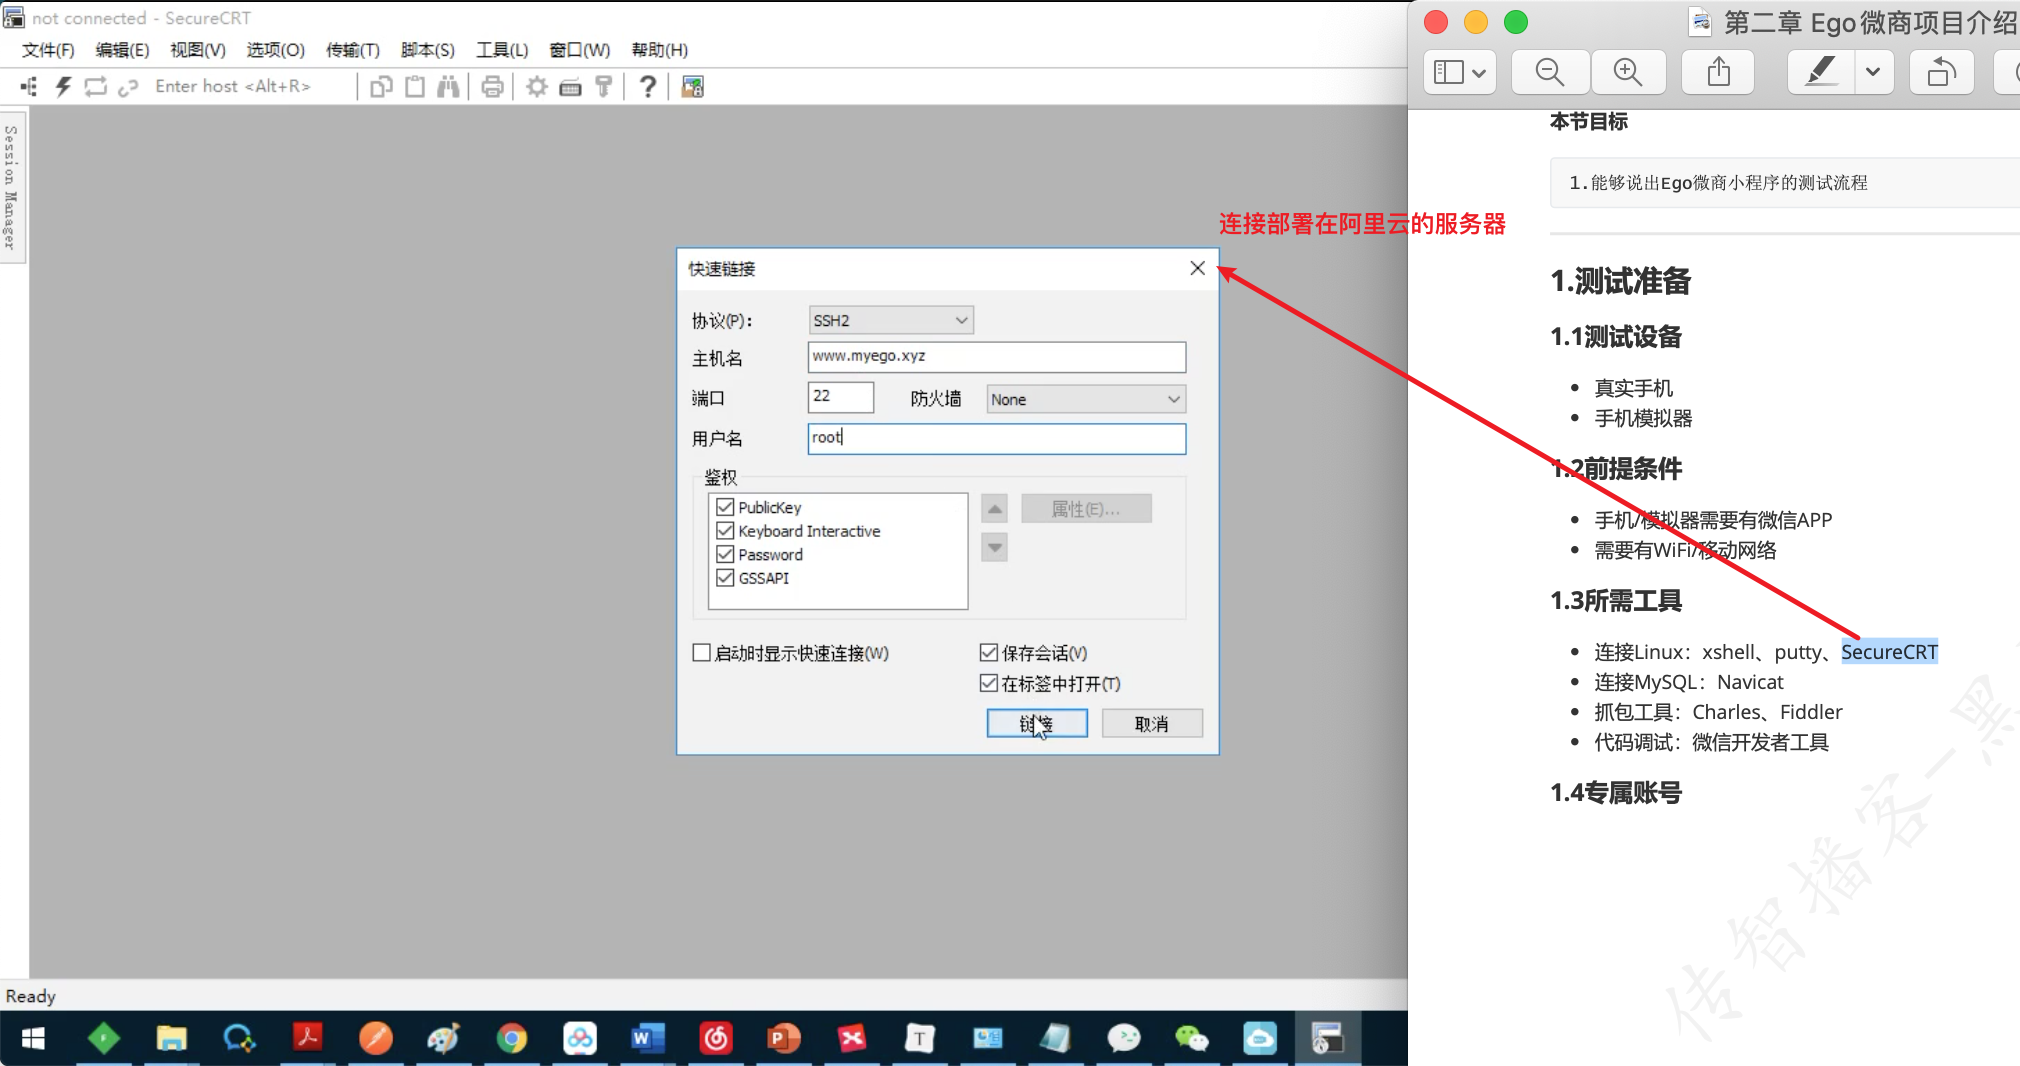 not connected - SecureCRT
文件(F) 编辑(E) 视图(V) 选项(O) 传输(T) 脚本(S) 工具(L) 窗口(W) 帮助(H)
Enter host <Alt+R>
Session Manager
快速链接
协议(P): SSH2
主机名 www.myego.xyz
端口 22 防火墙 None
用户名 root
鉴权
PublicKey
Keyboard Interactive
Password
GSSAPI
属性(E)...
启动时显示快速连接(W)
保存会话(V)
在标签中打开(T)
链接 取消
Ready
连接部署在阿里云的服务器
第二章 Ego微商项目介绍
本节目标
1.能够说出Ego微商小程序的测试流程
1.测试准备
1.1测试设备
真实手机
手机模拟器
1.2前提条件
手机/模拟器需要有微信APP
需要有WiFi/移动网络
1.3所需工具
连接Linux：xshell、putty、SecureCRT
连接MySQL：Navicat
抓包工具：Charles、Fiddler
代码调试：微信开发者工具
1.4专属账号
传智播客—黑